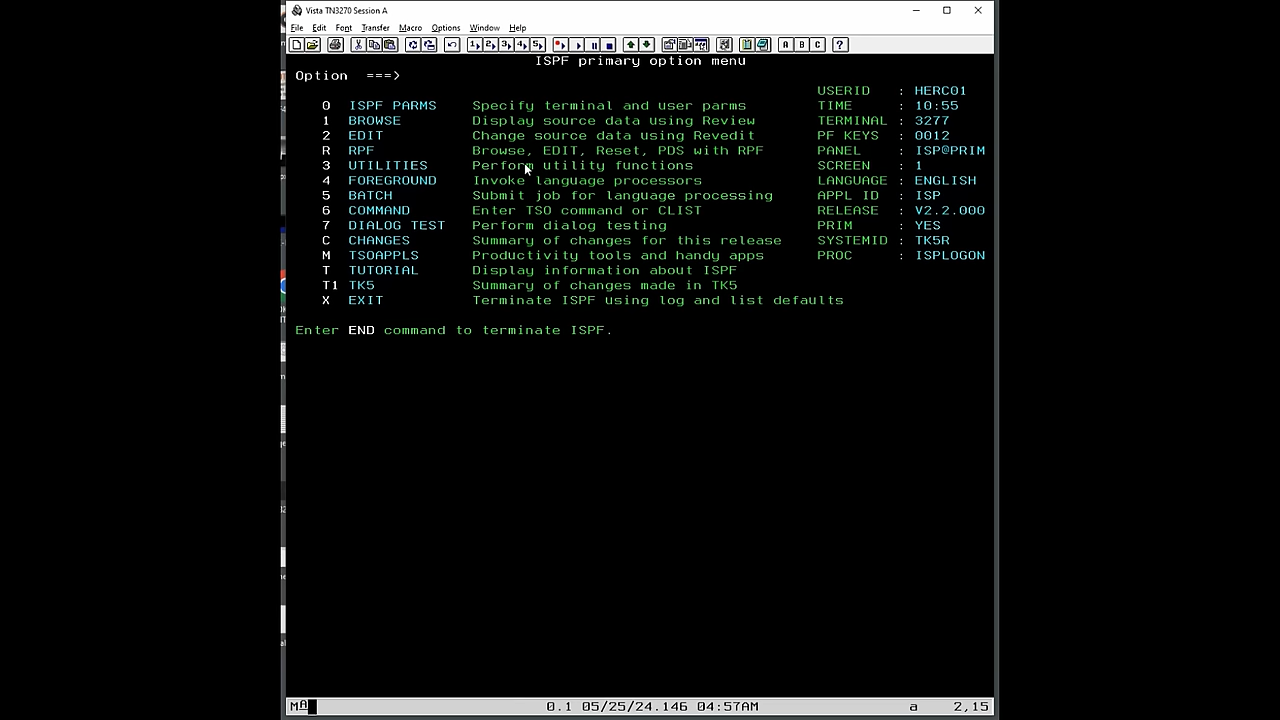 Vista TN3270 Session A
File Edit Font Transfer Macro Options Window Help
ISPF primary option menu
Option ===>
USERID : HERC01
0 ISPF PARMS Specify terminal and user parms TIME : 10:55
1 BROWSE Display source data using Review TERMINAL : 3277
2 EDIT Change source data using Revedit PF KEYS : 0012
R RPF Browse, EDIT, Reset, PDS with RPF PANEL : ISP@PRIM
3 UTILITIES Perform utility functions SCREEN : 1
4 FOREGROUND Invoke language processors LANGUAGE : ENGLISH
5 BATCH Submit job for language processing APPL ID : ISP
6 COMMAND Enter TSO command or CLIST RELEASE : V2.2.000
7 DIALOG TEST Perform dialog testing PRIM : YES
C CHANGES Summary of changes for this release SYSTEMID : TK5R
M TSOAPPLS Productivity tools and handy apps PROC : ISPLOGON
T TUTORIAL Display information about ISPF
T1 TK5 Summary of changes made in TK5
X EXIT Terminate ISPF using log and list defaults
Enter END command to terminate ISPF.
MA 0.1 05/25/24.146 04:57AM a 2,15